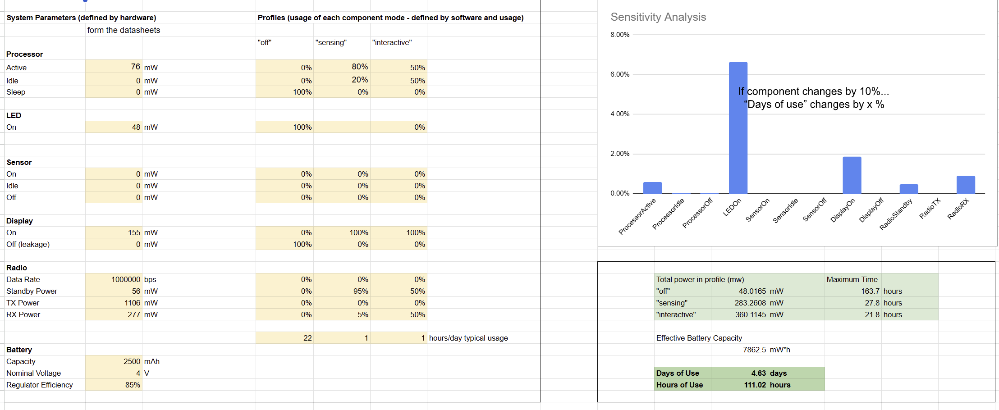 System Parameters (defined by hardware)
Profiles (usage of each component mode - defined by software and usage)
form the datasheets
"off" "sensing" "interactive"
Processor
Active 76 mW 0% 80% 50%
Idle 0 mW 0% 20% 50%
Sleep 0 mW 100% 0% 0%
LED
On 48 mW 100% 0%
Sensor
On 0 mW 0% 0% 0%
Idle 0 mW 0% 0% 0%
Off 0 mW 0% 0% 0%
Display
On 155 mW 0% 100% 100%
Off (leakage) 0 mW 100% 0% 0%
Radio
Data Rate 1000000 bps 0% 0% 0%
Standby Power 56 mW 0% 95% 50%
TX Power 1106 mW 0% 0% 0%
RX Power 277 mW 0% 5% 50%
22 1 1 hours/day typical usage
Battery
Capacity 2500 mAh
Nominal Voltage 4 V
Regulator Efficiency 85%
Sensitivity Analysis
8.00%
6.00%
4.00%
2.00%
0.00%
If component changes by 10%...
“Days of use” changes by x %
ProcessorActive
ProcessorIdle
ProcessorOff
LEDOn
SensorOn
SensorIdle
SensorOff
DisplayOn
DisplayOff
RadioStandby
RadioTX
RadioRX
Total power in profile (mw) Maximum Time
"off" 48.0165 mW 163.7 hours
"sensing" 283.2608 mW 27.8 hours
"interactive" 360.1145 mW 21.8 hours
Effective Battery Capacity
7862.5 mW*h
Days of Use 4.63 days
Hours of Use 111.02 hours